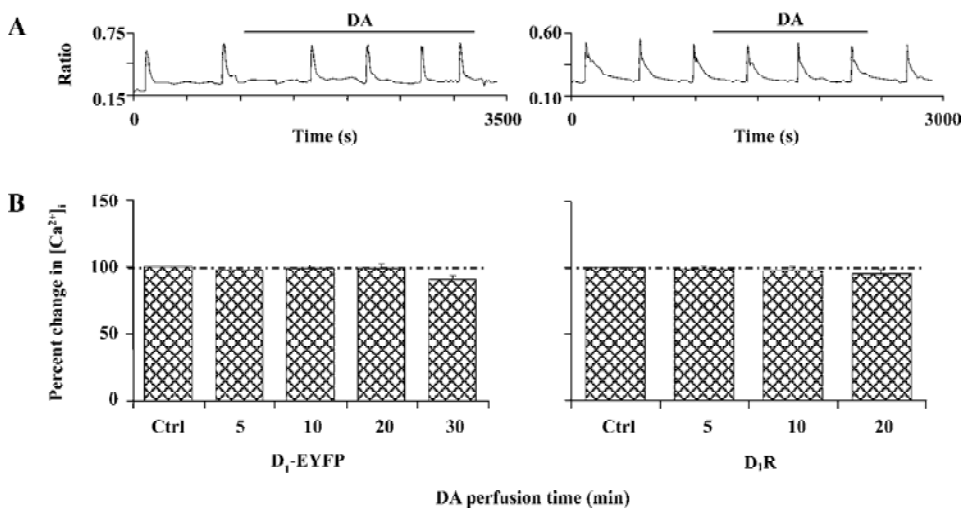 A
DA
DA
0.75
0.60
Ratio
0.15
0.10
0
3500
0
3000
Time (s)
Time (s)
B
Percent change in [Ca²⁺]ᵢ
150
100
50
0
Ctrl
5
10
20
30
Ctrl
5
10
20
D₁-EYFP
D₁R
DA perfusion time (min)